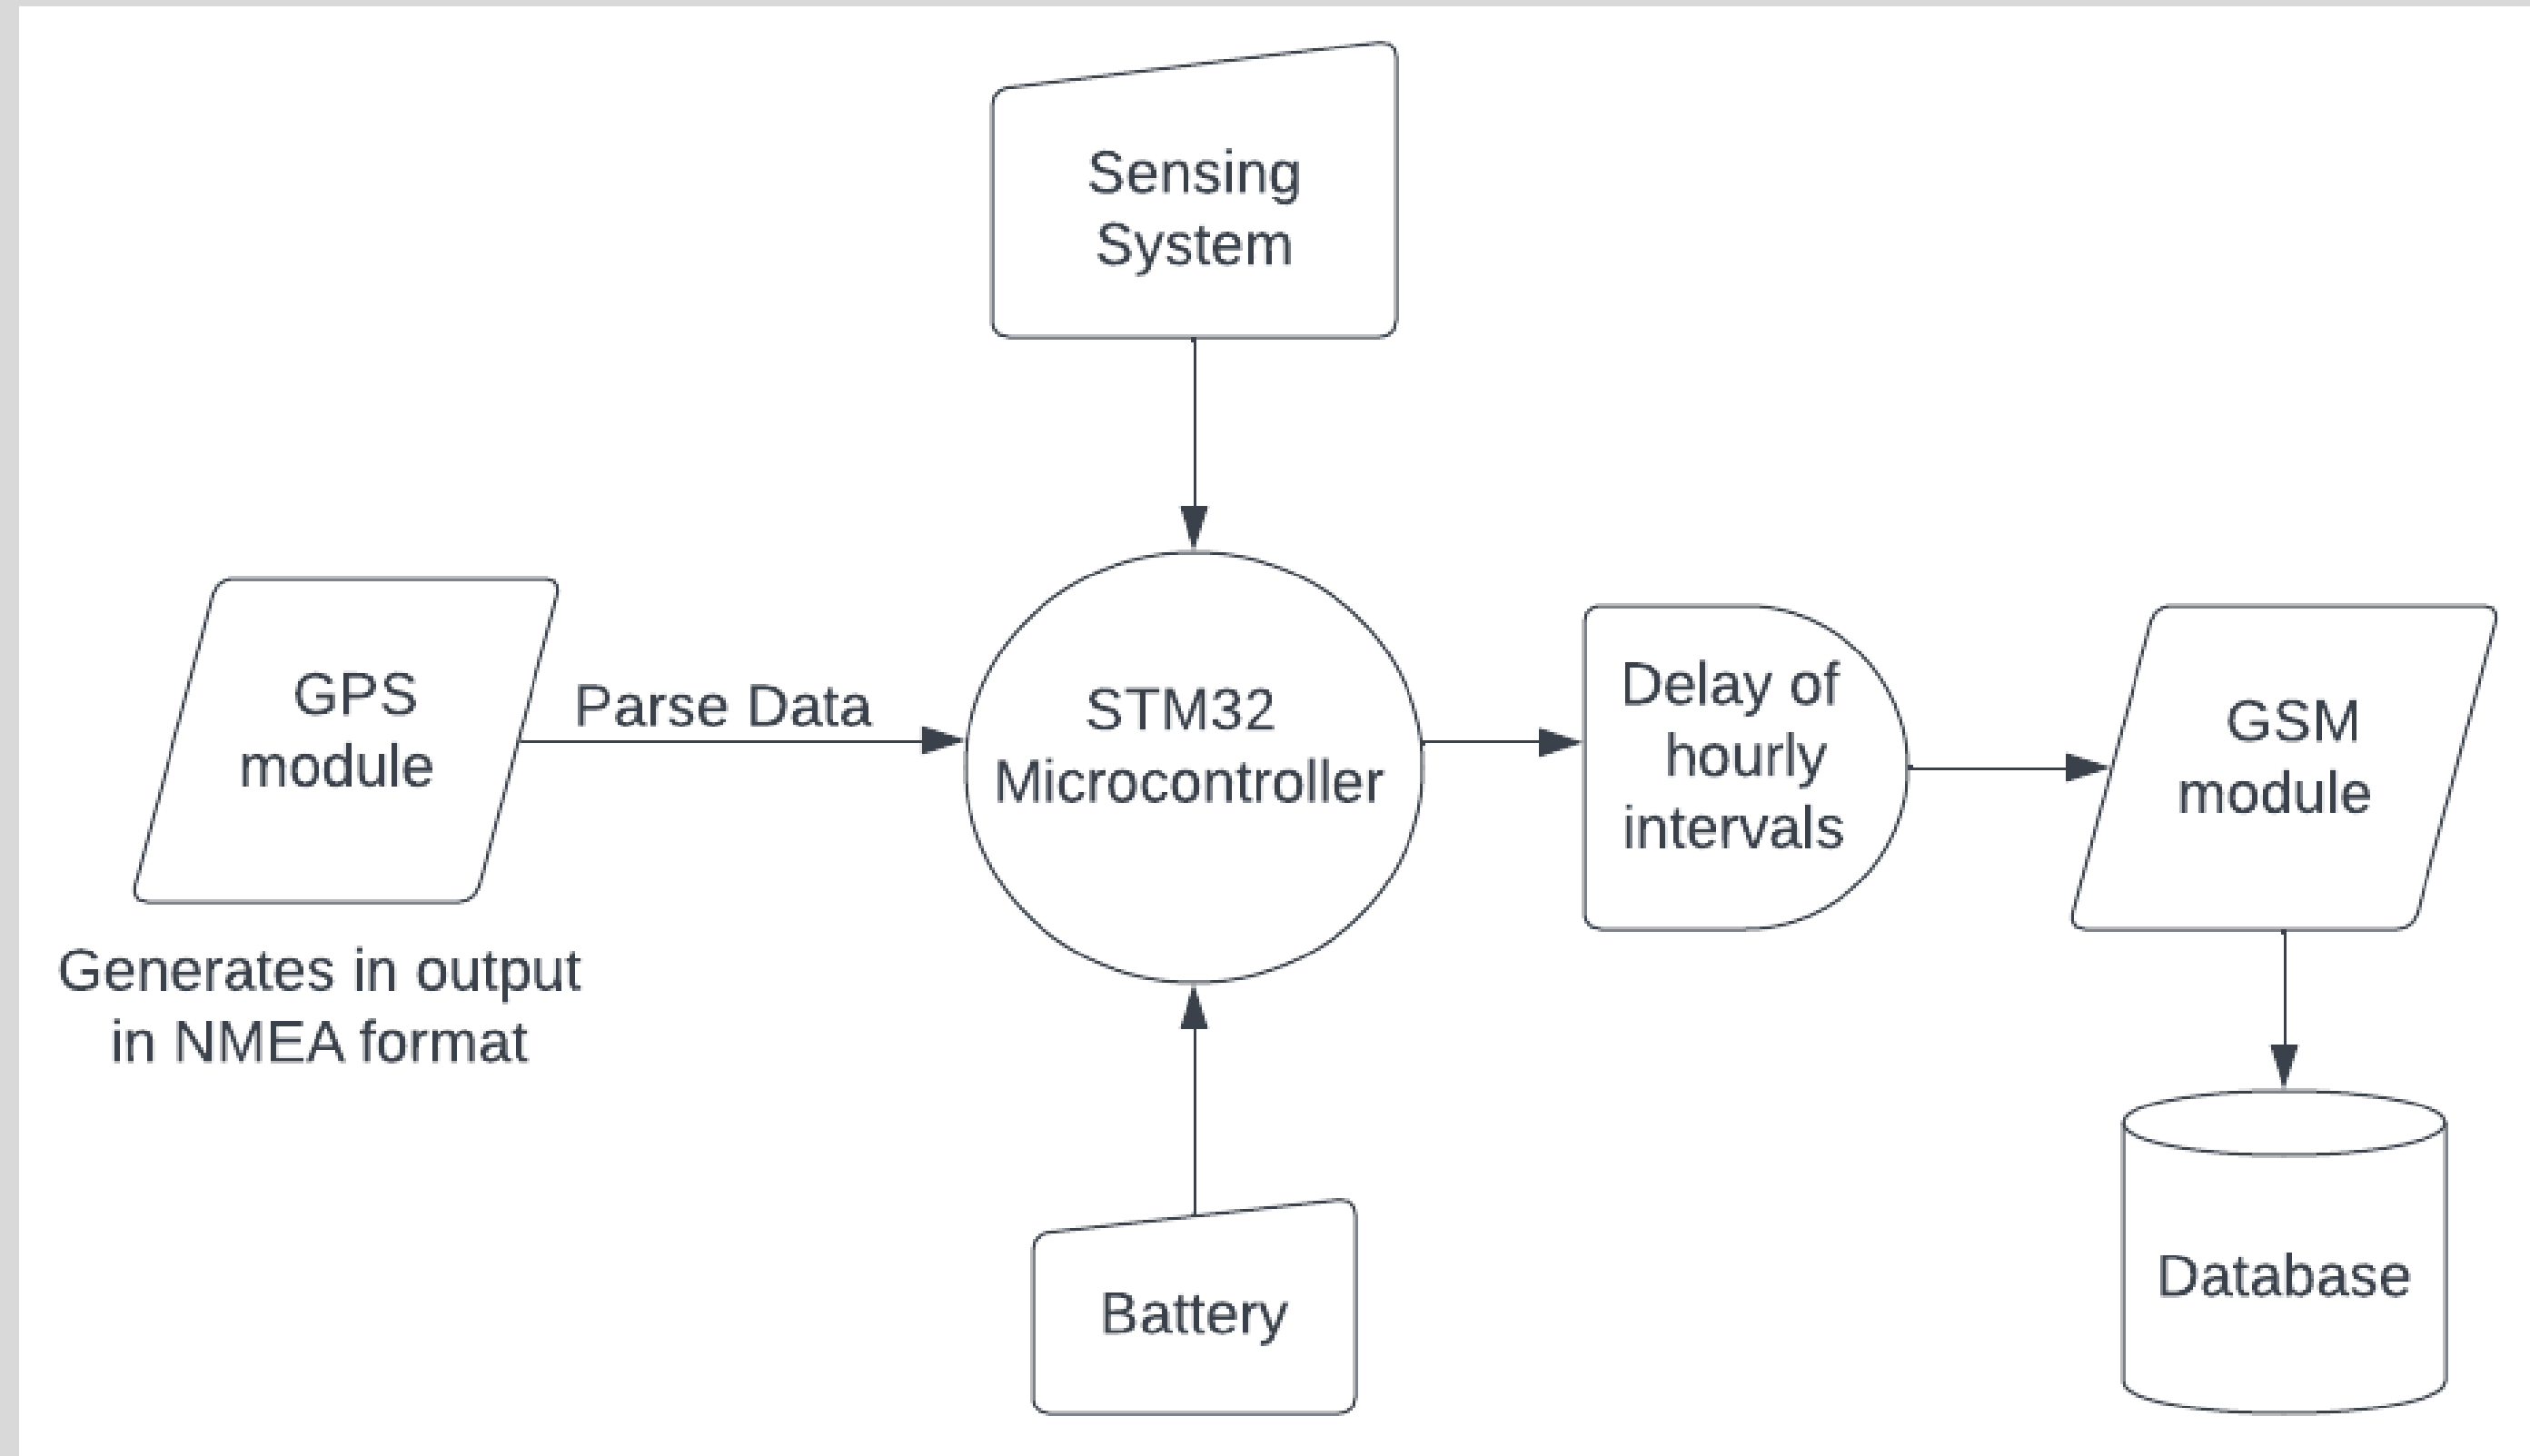 Sensing
System
GPS
module
Parse Data
STM32
Microcontroller
Delay of
hourly
intervals
GSM
module
Generates in output
in NMEA format
Battery
Database